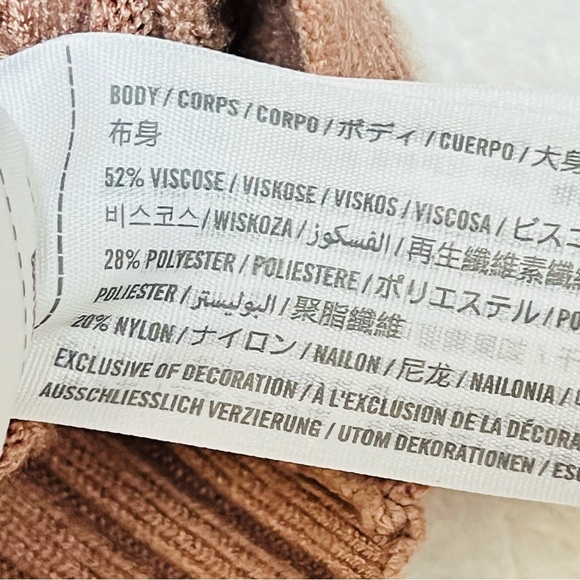 BODY / CORPS / CORPO / ボディ / CUERPO / 大身
布身
52% VISCOSE / VISKOSE / VISKOS / VISCOSA / ビスコ
비스코스 / WISKOZA / الفسكوز / 再生纖維素纖
28% POLYESTER / POLIESTERE / ポリエステル / PO
POLIESTER / البوليستر / 聚脂纖維
20% NYLON / ナイロン / NAILON / 尼龙 / NAILONIA /
EXCLUSIVE OF DECORATION / À L'EXCLUSION DE LA DÉCORA
AUSSCHLIESSLICH VERZIERUNG / UTOM DEKORATIONEN / ES